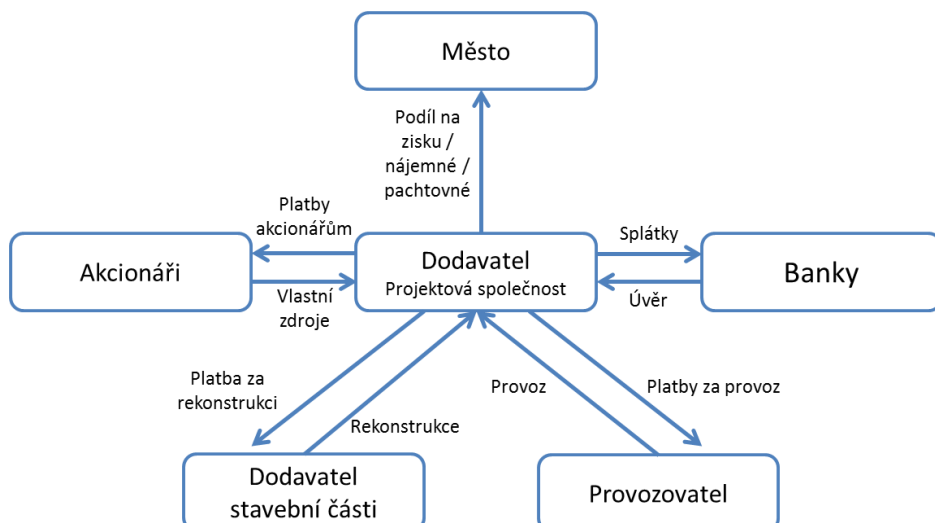 Město
Podíl na
zisku /
nájemné /
pachtovné
Platby
akcionářům
Splátky
Akcionáři
Dodavatel
Projektová společnost
Banky
Vlastní
zdroje
Úvěr
Platba za
rekonstrukci
Provoz
Platby za provoz
Rekonstrukce
Dodavatel
stavební části
Provozovatel